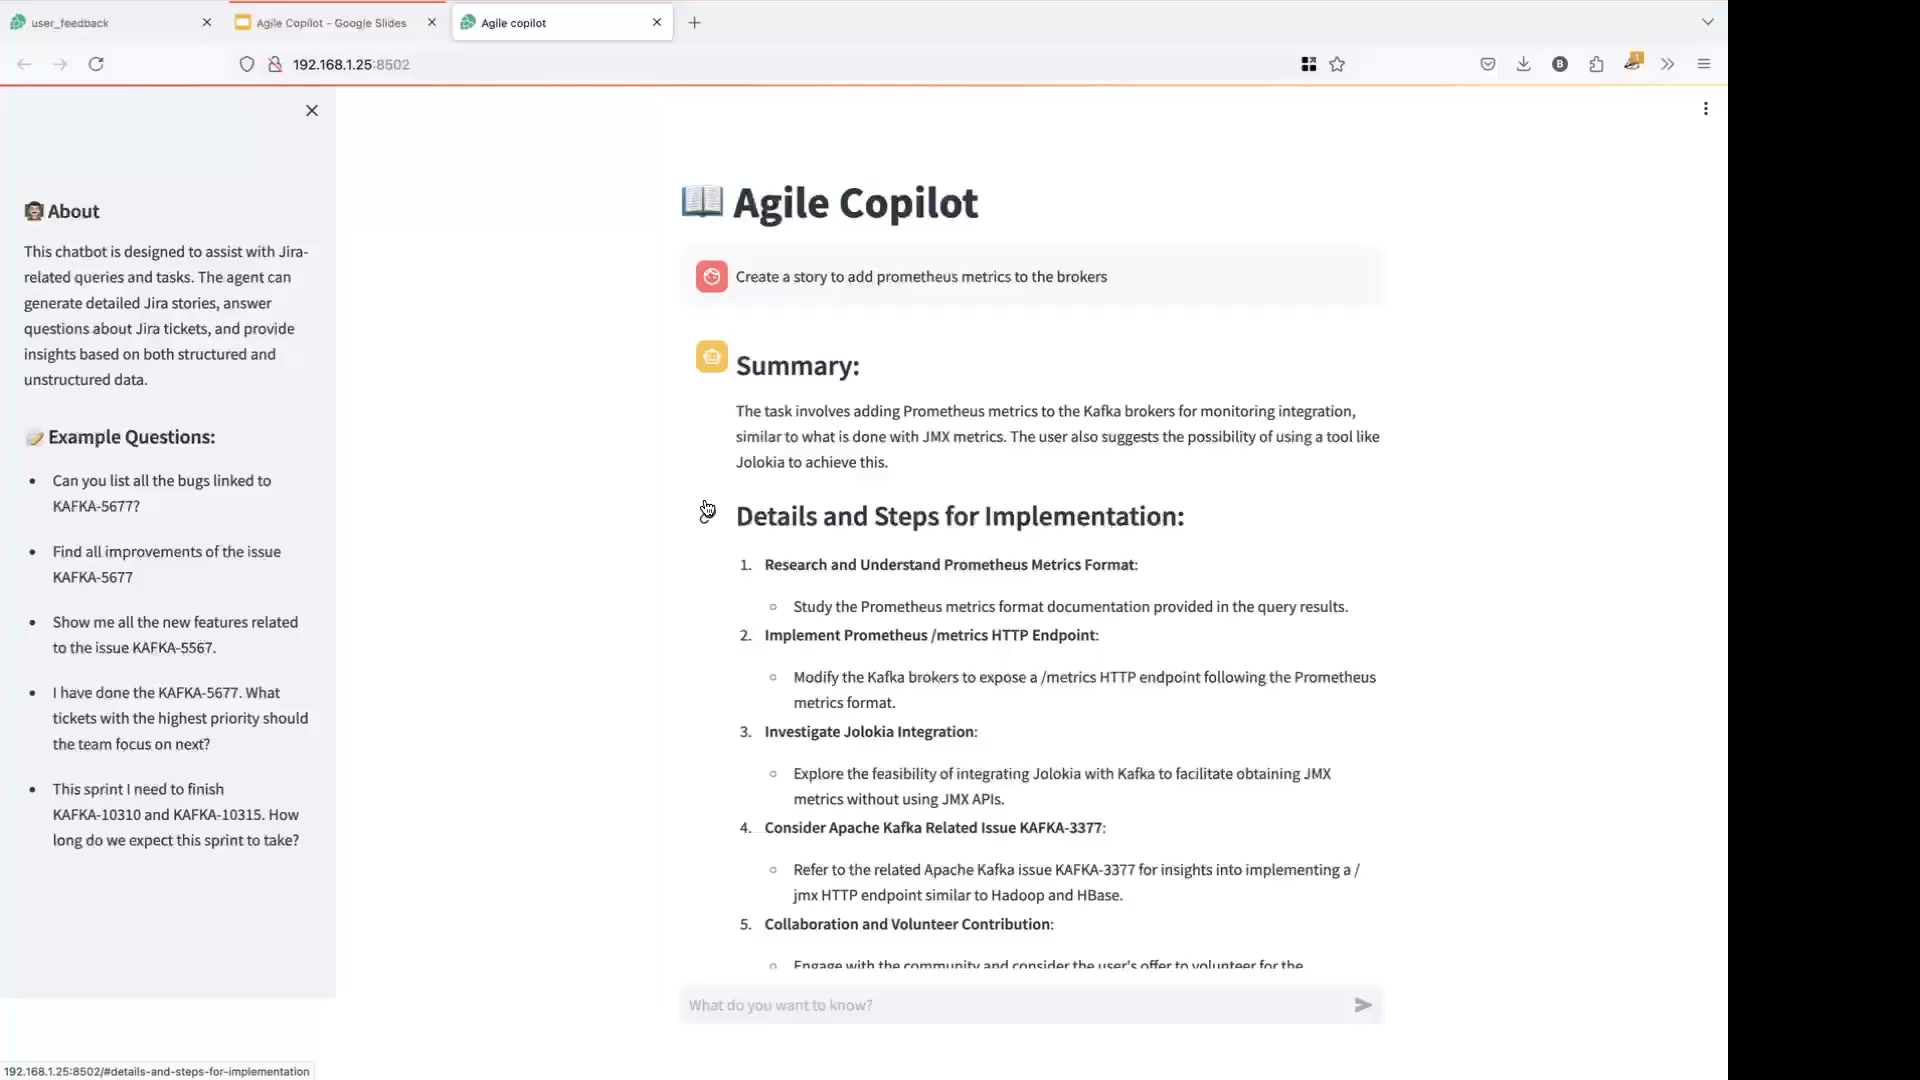 user_feedback
Agile Copilot - Google Slides
Agile copilot
192.168.1.25:8502
About
This chatbot is designed to assist with Jira-
related queries and tasks. The agent can
generate detailed Jira stories, answer
questions about Jira tickets, and provide
insights based on both structured and
unstructured data.
Example Questions:
• Can you list all the bugs linked to
KAFKA-5677?
• Find all improvements of the issue
KAFKA-5677
• Show me all the new features related
to the issue KAFKA-5567.
• I have done the KAFKA-5677. What
tickets with the highest priority should
the team focus on next?
• This sprint I need to finish
KAFKA-10310 and KAFKA-10315. How
long do we expect this sprint to take?
Agile Copilot
Create a story to add prometheus metrics to the brokers
Summary:
The task involves adding Prometheus metrics to the Kafka brokers for monitoring integration,
similar to what is done with JMX metrics. The user also suggests the possibility of using a tool like
Jolokia to achieve this.
Details and Steps for Implementation:
1. Research and Understand Prometheus Metrics Format:
Study the Prometheus metrics format documentation provided in the query results.
2. Implement Prometheus /metrics HTTP Endpoint:
Modify the Kafka brokers to expose a /metrics HTTP endpoint following the Prometheus
metrics format.
3. Investigate Jolokia Integration:
Explore the feasibility of integrating Jolokia with Kafka to facilitate obtaining JMX
metrics without using JMX APIs.
4. Consider Apache Kafka Related Issue KAFKA-3377:
Refer to the related Apache Kafka issue KAFKA-3377 for insights into implementing a /
jmx HTTP endpoint similar to Hadoop and HBase.
5. Collaboration and Volunteer Contribution:
Engage with the community and consider the user's offer to volunteer for the
What do you want to know?
192.168.1.25:8502/#details-and-steps-for-implementation